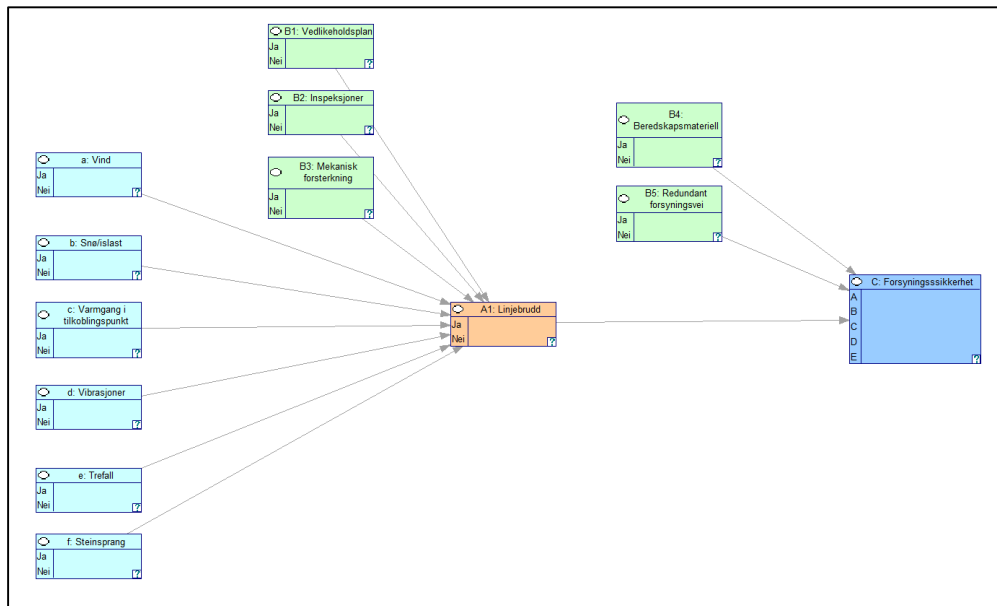 B1: Vedlikeholdsplan
Ja
Nei
?
B2: Inspeksjoner
Ja
Nei
?
B3: Mekanisk
forsterkning
Ja
Nei
?
B4:
Beredskapsmateriell
Ja
Nei
?
B5: Redundant
forsyningsvei
Ja
Nei
?
a: Vind
Ja
Nei
?
b: Snø/islast
Ja
Nei
?
c: Varmgang i
tilkoblingspunkt
Ja
Nei
?
d: Vibrasjoner
Ja
Nei
?
e: Trefall
Ja
Nei
?
f: Steinsprang
Ja
Nei
?
A1: Linjebrudd
Ja
Nei
?
C: Forsyningsssikkerhet
A
B
C
D
E
?